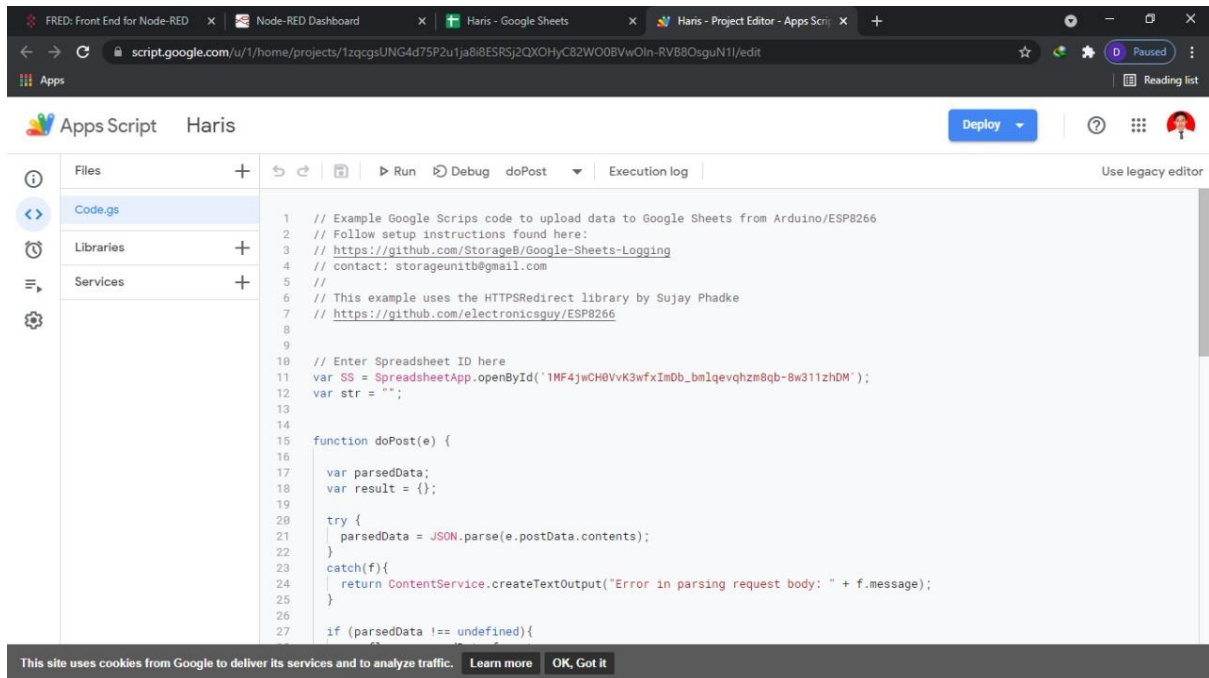 FRED: Front End for Node-RED
Node-RED Dashboard
Haris - Google Sheets
Haris - Project Editor - Apps Scrip
script.google.com/u/1/home/projects/1zqcgsUNG4d75P2u1ja8i8ESRSj2QXOHyC82WO0BVwOln-RVB8OsguN1I/edit
D Paused
Apps
Reading list
Apps Script Haris
Deploy
Files
Run Debug doPost Execution log
Use legacy editor
Code.gs
Libraries
Services
1 // Example Google Scrips code to upload data to Google Sheets from Arduino/ESP8266
2 // Follow setup instructions found here:
3 // https://github.com/StorageB/Google-Sheets-Logging
4 // contact: storageunitb@gmail.com
5 //
6 // This example uses the HTTPSRedirect library by Sujay Phadke
7 // https://github.com/electronicsguy/ESP8266
8
9
10 // Enter Spreadsheet ID here
11 var SS = SpreadsheetApp.openById('1MF4jwCH0VvK3wfxImDb_bmlqevqhzm8qb-8w311zhDM');
12 var str = "";
13
14
15 function doPost(e) {
16
17 var parsedData;
18 var result = {};
19
20 try {
21 parsedData = JSON.parse(e.postData.contents);
22 }
23 catch(f){
24 return ContentService.createTextOutput("Error in parsing request body: " + f.message);
25 }
26
27 if (parsedData !== undefined){
This site uses cookies from Google to deliver its services and to analyze traffic. Learn more OK, Got it